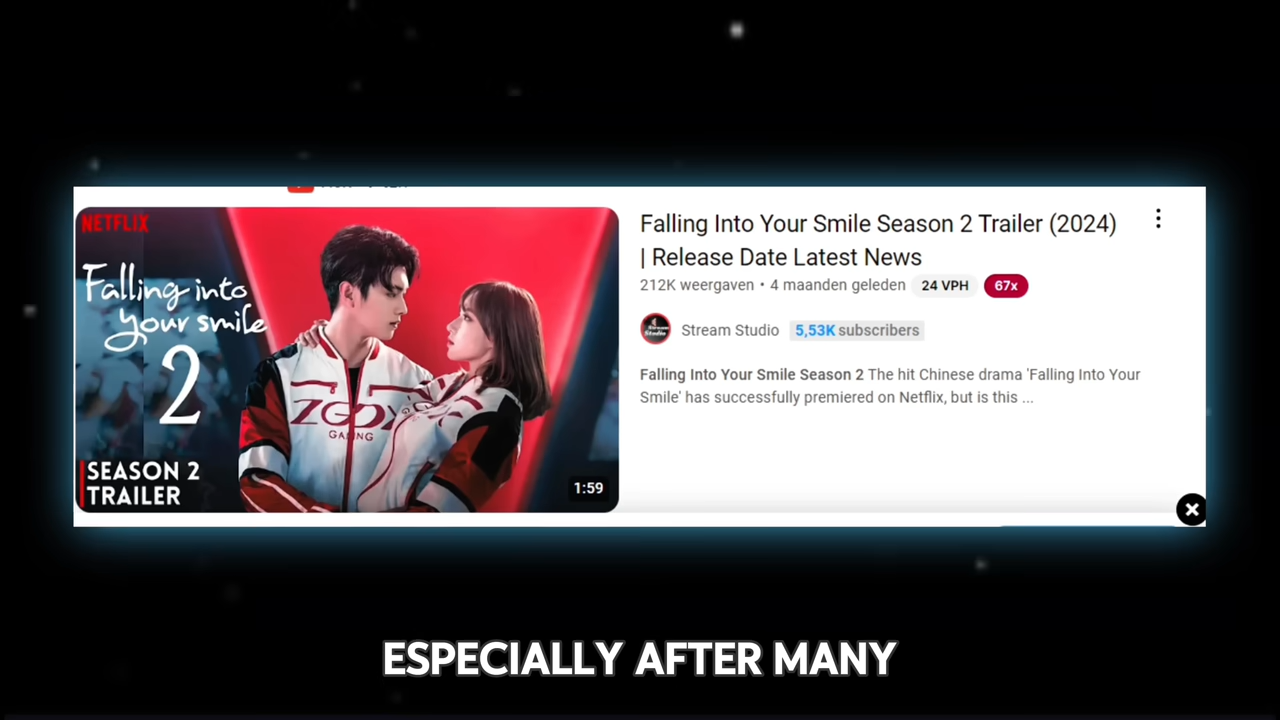 NETFLIX
Falling into
your smile
2
SEASON 2
TRAILER
ZGDX
GAMING
1:59
Falling Into Your Smile Season 2 Trailer (2024)
| Release Date Latest News
212K weergaven • 4 maanden geleden 24 VPH 67x
Stream Studio 5,53K subscribers
Falling Into Your Smile Season 2 The hit Chinese drama 'Falling Into Your
Smile' has successfully premiered on Netflix, but is this ...
ESPECIALLY AFTER MANY